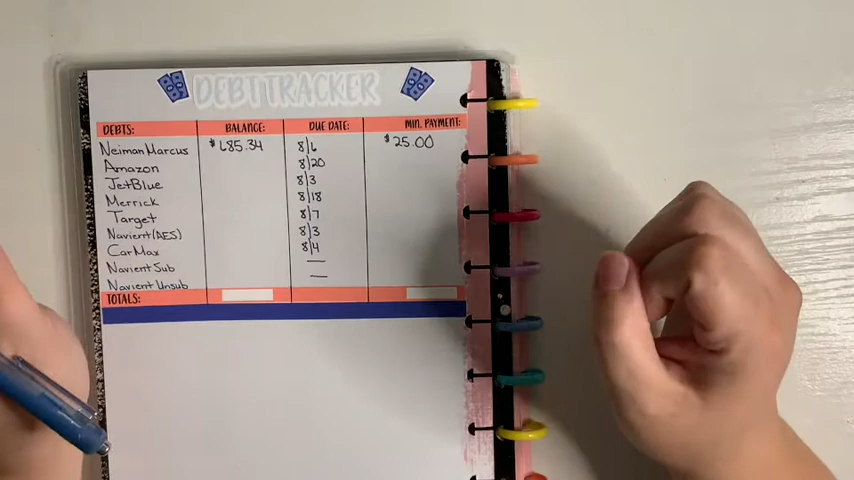 DEBT TRACKER
DEBTS: BALANCE: DUE DATE: MIN. PAYMENT:
Neiman Marcus $685.34 8/6 $25.00
Amazon 8/20
JetBlue 8/3
Merrick 8/18
Target 8/7
Navient (AES) 8/3
CarMax 8/4
Navient Sub —
Navient Unsub —
TOTALS: